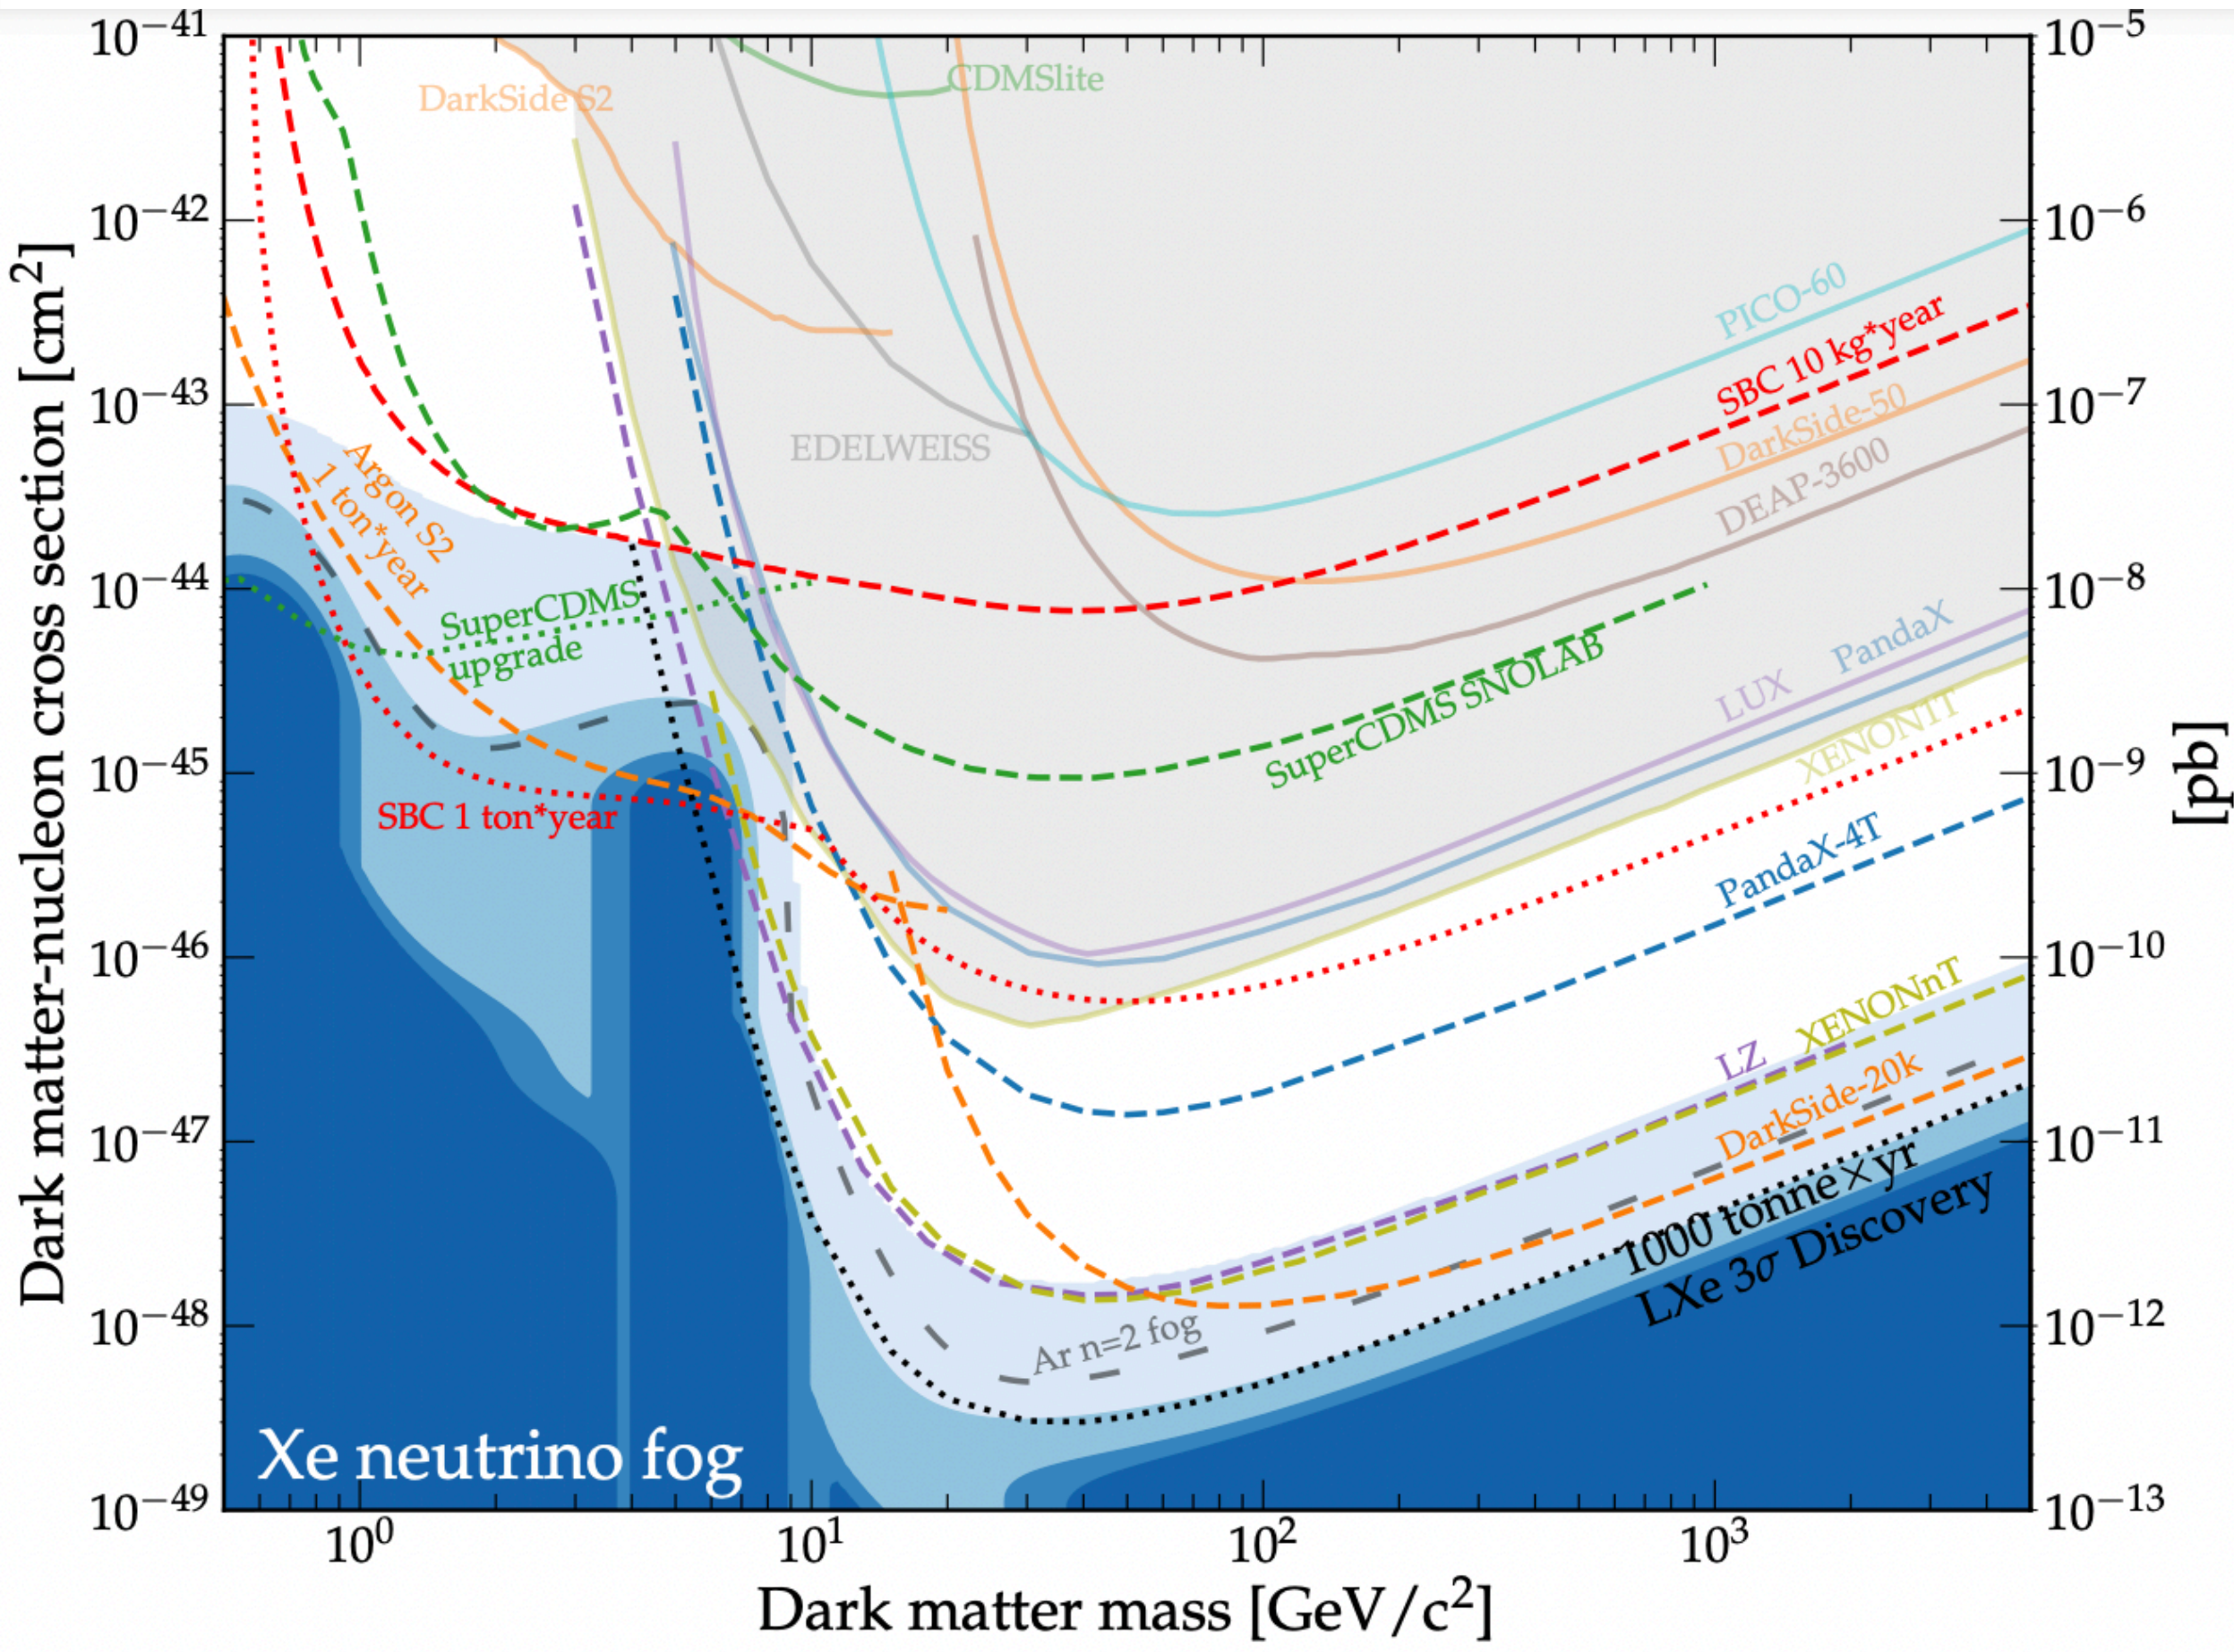 10−41
10−42
10−43
10−44
10−45
10−46
10−47
10−48
10−49
Dark matter-nucleon cross section [cm2]
10−5
10−6
10−7
10−8
10−9
10−10
10−11
10−12
10−13
[pb]
100
101
102
103
Dark matter mass [GeV/c2]
DarkSide S2
CDMSlite
EDELWEISS
PICO-60
SBC 10 kg*year
DarkSide-50
DEAP-3600
Argon S2
1 ton*year
SuperCDMS
upgrade
SuperCDMS SNOLAB
LUX
PandaX
XENON1T
SBC 1 ton*year
PandaX-4T
LZ
XENONnT
DarkSide-20k
1000 tonne×yr
LXe 3σ Discovery
Ar n=2 fog
Xe neutrino fog